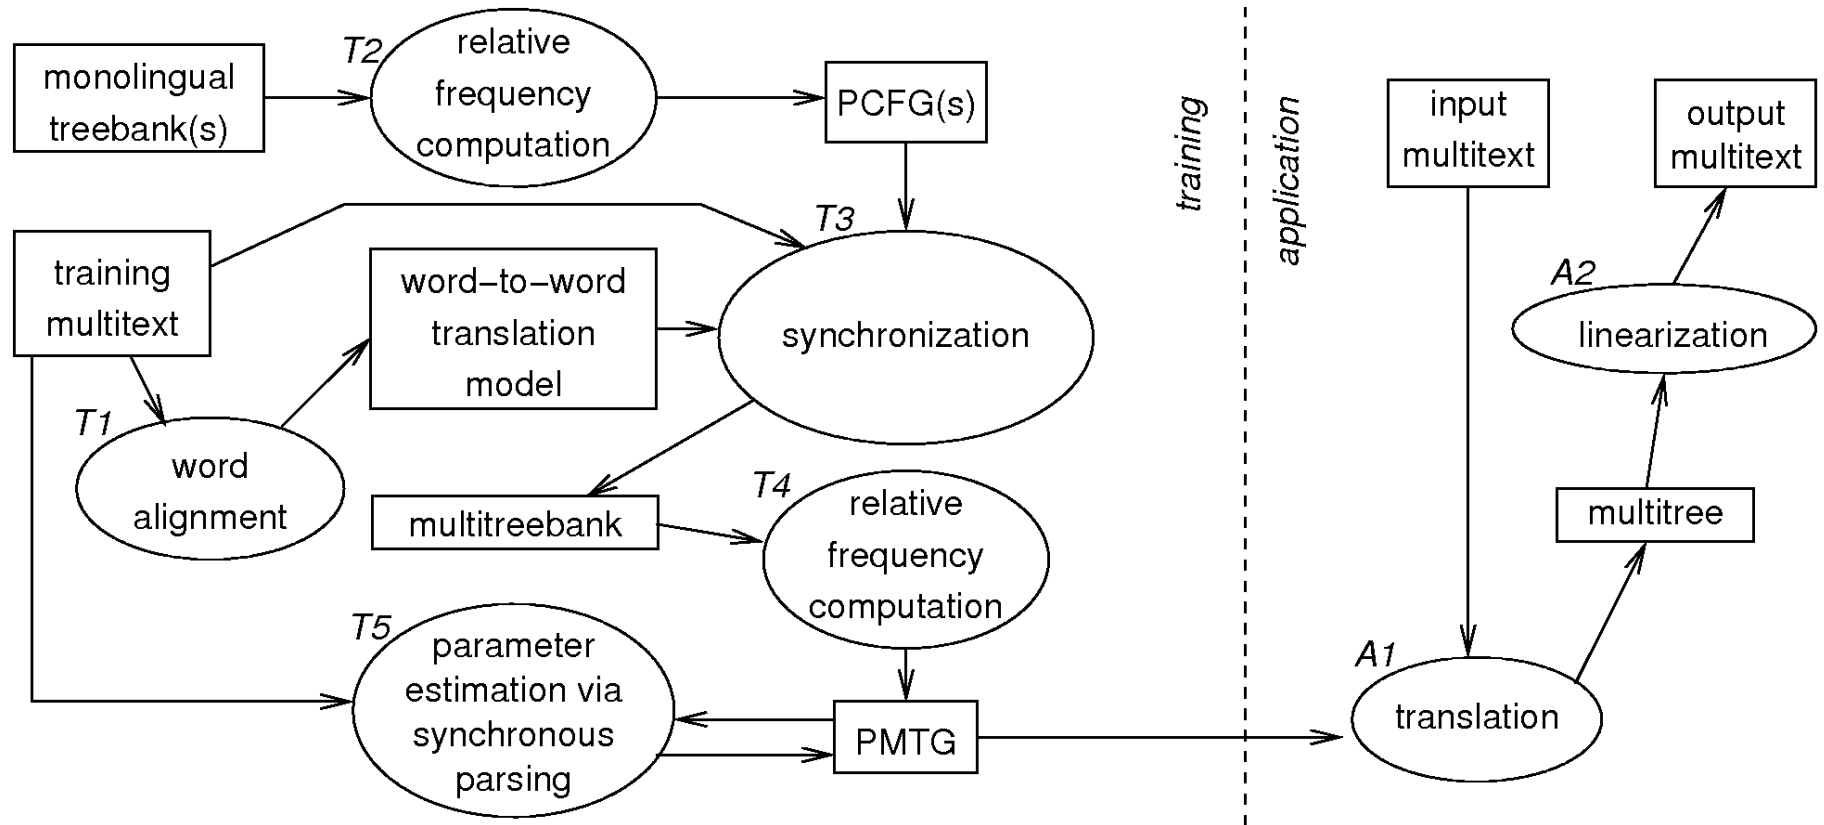 monolingual
treebank(s)
T2
relative
frequency
computation
PCFG(s)
training
multitext
T3
synchronization
word-to-word
translation
model
T1
word
alignment
multitreebank
T4
relative
frequency
computation
T5
parameter
estimation via
synchronous
parsing
PMTG
training
application
input
multitext
output
multitext
A2
linearization
multitree
A1
translation